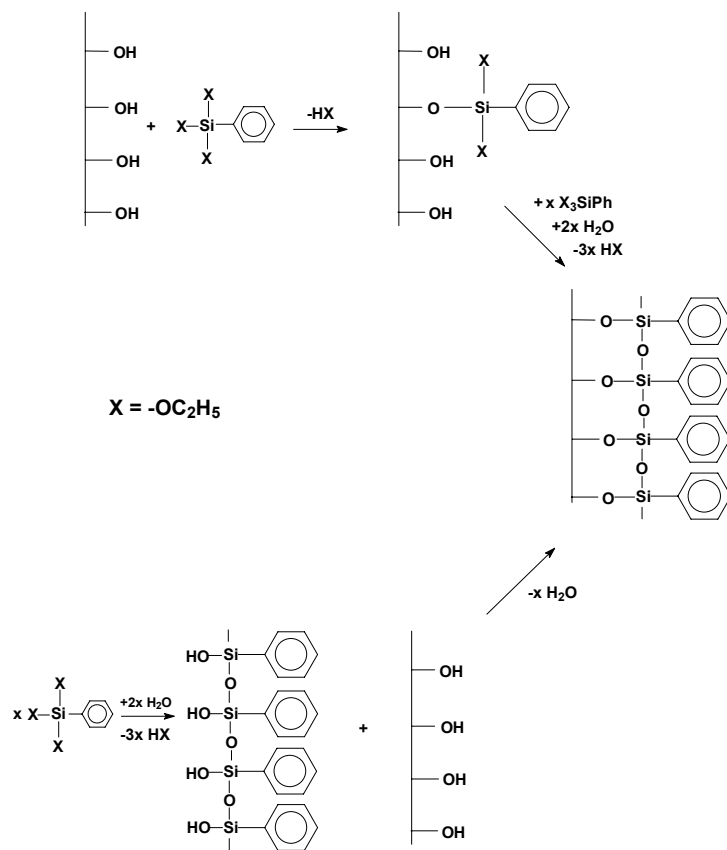 OH
OH
OH
OH
+
X
X–Si
X
-HX
OH
X
O Si
X
OH
OH
+ x X₃SiPh
+2x H₂O
-3x HX
O Si
O
O Si
O
O Si
O
O Si
X = -OC₂H₅
-x H₂O
X
x X–Si
X
+2x H₂O
-3x HX
HO Si
O
HO Si
O
HO Si
O
HO Si
+
OH
OH
OH
OH